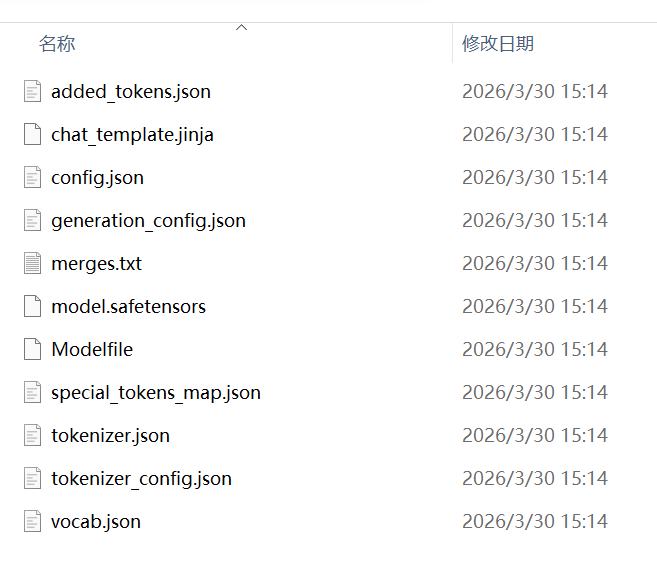 名称 修改日期
added_tokens.json 2026/3/30 15:14
chat_template.jinja 2026/3/30 15:14
config.json 2026/3/30 15:14
generation_config.json 2026/3/30 15:14
merges.txt 2026/3/30 15:14
model.safetensors 2026/3/30 15:14
Modelfile 2026/3/30 15:14
special_tokens_map.json 2026/3/30 15:14
tokenizer.json 2026/3/30 15:14
tokenizer_config.json 2026/3/30 15:14
vocab.json 2026/3/30 15:14